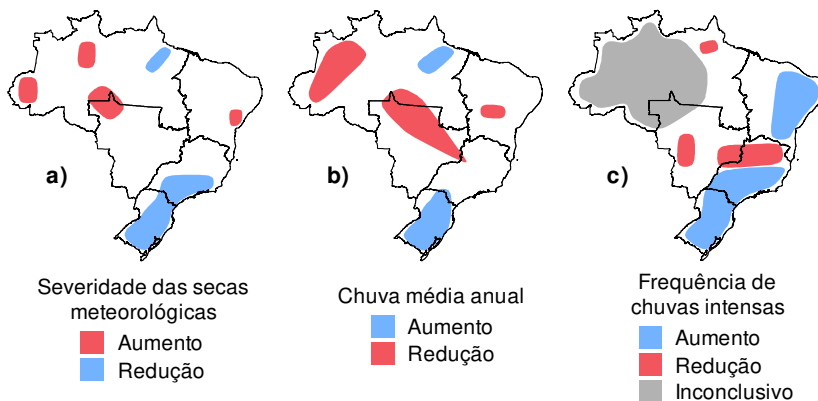 a)
b)
c)
Severidade das secas
meteorológicas
Aumento
Redução
Chuva média anual
Aumento
Redução
Frequência de
chuvas intensas
Aumento
Redução
Inconclusivo